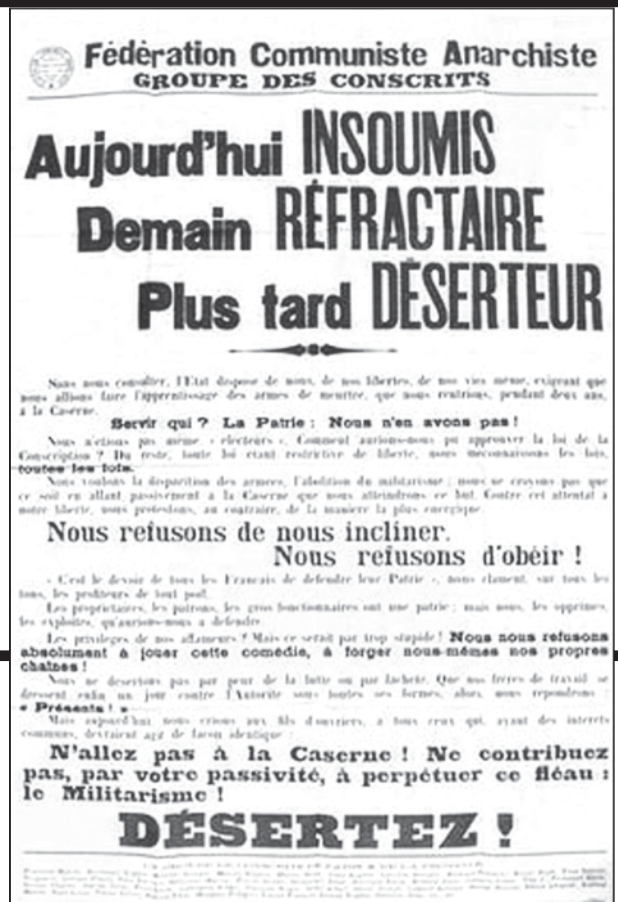 Fédération Communiste Anarchiste
GROUPE DES CONSCRITS
Aujourd'hui INSOUMIS
Demain RÉFRACTAIRE
Plus tard DÉSERTEUR
Sans nous consulter, l'État dispose de nous, de nos libertés, de nos vies même, exigeant que
nous allions faire l'apprentissage des armes de meurtre, que nous rentrions, pendant deux ans,
à la Caserne.
Servir qui ? La Patrie : Nous n'en avons pas !
Nous n'étions pas même « électeurs ». Comment aurions-nous pu approuver la loi de la
Conscription ? Du reste, toute loi étant restrictive de liberté, nous méconnaissons les lois,
toutes les lois.
Nous voulons la disparition des armées, l'abolition du militarisme ; nous ne croyons pas que
ce soit en allant passivement à la Caserne que nous atteindrons ce but. Contre cet attentat à
notre liberté, nous protestons, au contraire, de la manière la plus énergique.
Nous refusons de nous incliner.
Nous refusons d'obéir !
« C'est le devoir de tous les Français de défendre leur Patrie », nous clament, sur tous les
tons, les profiteurs de tout poil.
Les propriétaires, les patrons, les gros fonctionnaires ont une patrie ; mais nous, les opprimés,
les exploités, qu'aurions-nous à défendre
Les privilèges de nos affameurs ? Mais ce serait par trop stupide ! Nous nous refusons
absolument à jouer cette comédie, à forger nous-mêmes nos propres
chaînes !
Nous ne désertons pas par peur de la lutte ou par lâcheté. Que nos frères de travail se
dressent enfin un jour contre l'Autorité sous toutes ses formes, alors, nous répondrons :
« Présents ! »
Mais aujourd'hui, nous crions aux fils d'ouvriers, à tous ceux qui, ayant des intérêts
communs, devraient agir de façon identique :
N'allez pas à la Caserne ! Ne contribuez
pas, par votre passivité, à perpétuer ce fléau :
le Militarisme !
DÉSERTEZ !